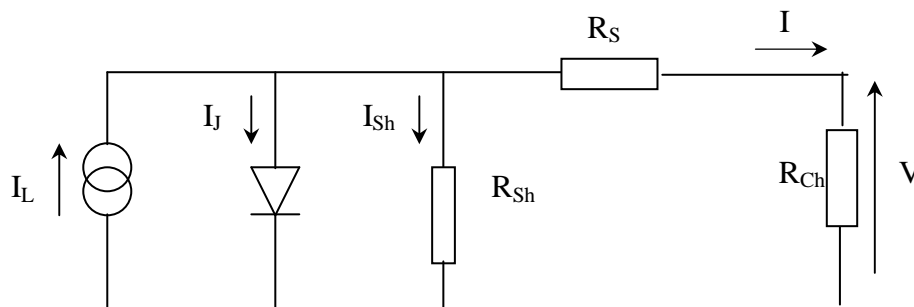 R_S
I
I_J
I_Sh
I_L
R_Sh
R_Ch
V